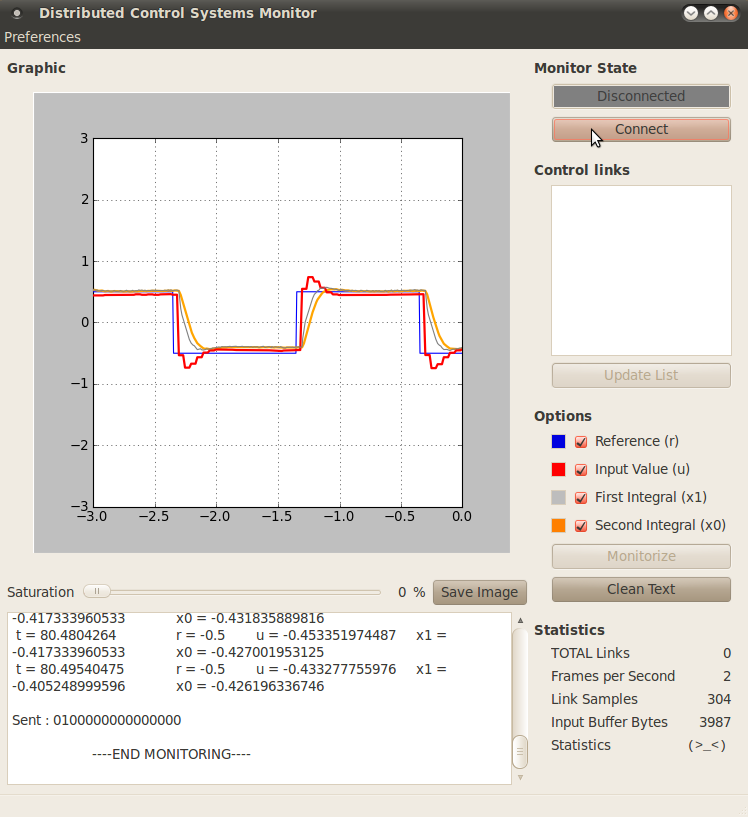 Distributed Control Systems Monitor
Preferences
Graphic
3
2
1
0
−1
−2
−3
−3.0 −2.5 −2.0 −1.5 −1.0 −0.5 0.0
Saturation 0 % Save Image
-0.417333960533 x0 = -0.431835889816
t = 80.4804264 r = -0.5 u = -0.453351974487 x1 =
-0.417333960533 x0 = -0.427001953125
t = 80.49540475 r = -0.5 u = -0.433277755976 x1 =
-0.405248999596 x0 = -0.426196336746
Sent : 0100000000000000
----END MONITORING----
Monitor State
Disconnected
Connect
Control links
Update List
Options
Reference (r)
Input Value (u)
First Integral (x1)
Second Integral (x0)
Monitorize
Clean Text
Statistics
TOTAL Links 0
Frames per Second 2
Link Samples 304
Input Buffer Bytes 3987
Statistics (>_<)